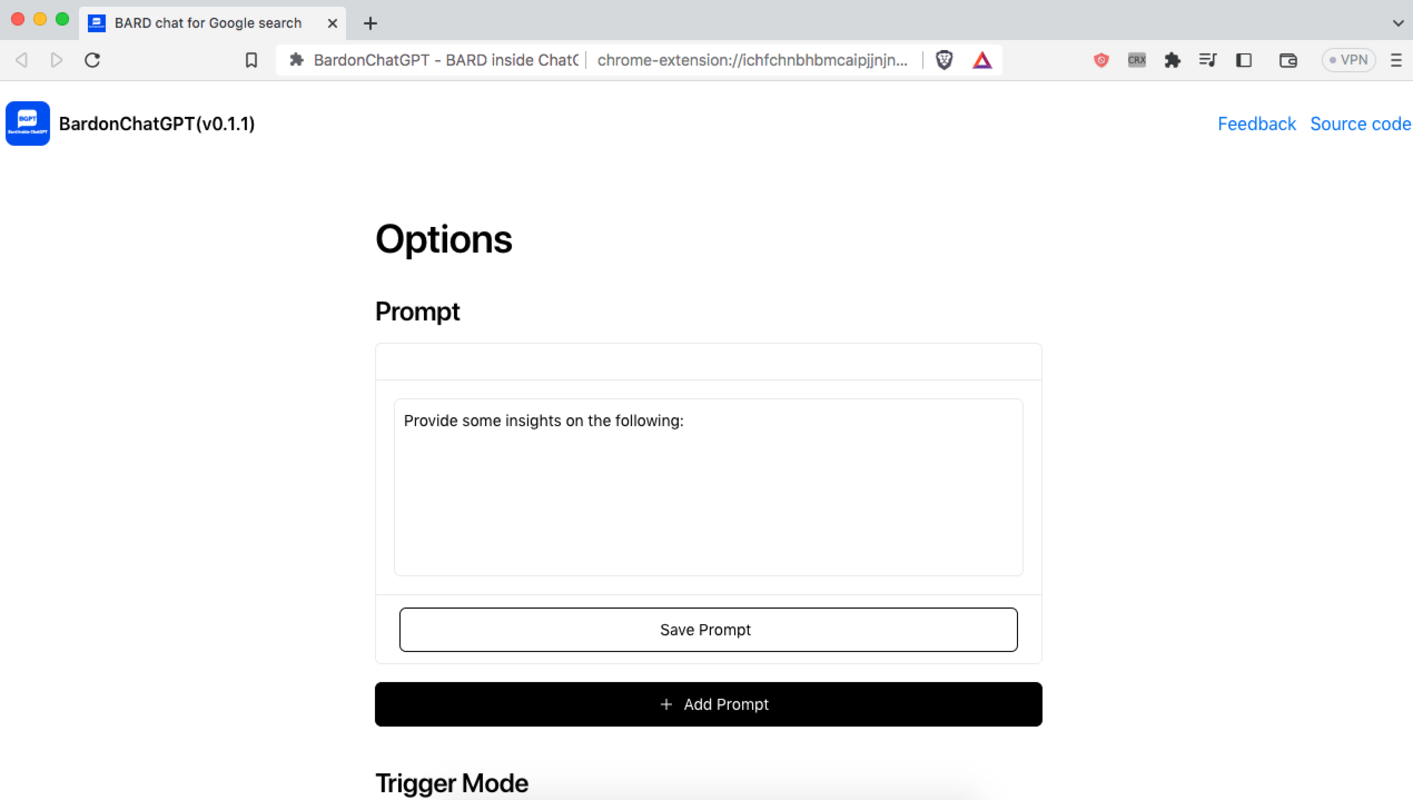 BARD chat for Google search
BardonChatGPT - BARD inside ChatG
chrome-extension://ichfchnbhbmcaipjjnjn...
CRX
VPN
BGPT
Bard inside ChatGPT
BardonChatGPT(v0.1.1)
Feedback
Source code
Options
Prompt
Provide some insights on the following:
Save Prompt
+ Add Prompt
Trigger Mode